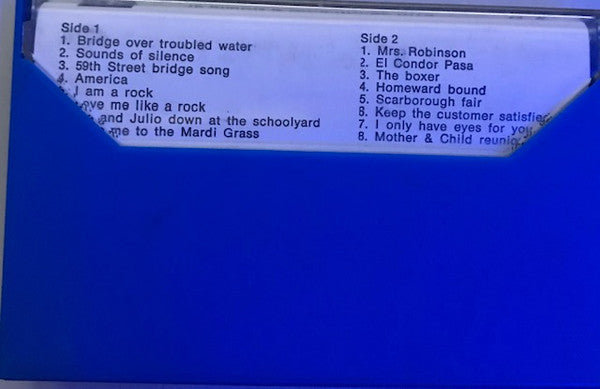 Side 1
1. Bridge over troubled water
2. Sounds of silence
3. 59th Street bridge song
4. America
I am a rock
me like a rock
and Julio down at the schoolyard
me to the Mardi Grass
Side 2
1. Mrs. Robinson
2. El Condor Pasa
3. The boxer
4. Homeward bound
5. Scarborough fair
6. Keep the customer satisfied
7. I only have eyes for you
8. Mother & Child